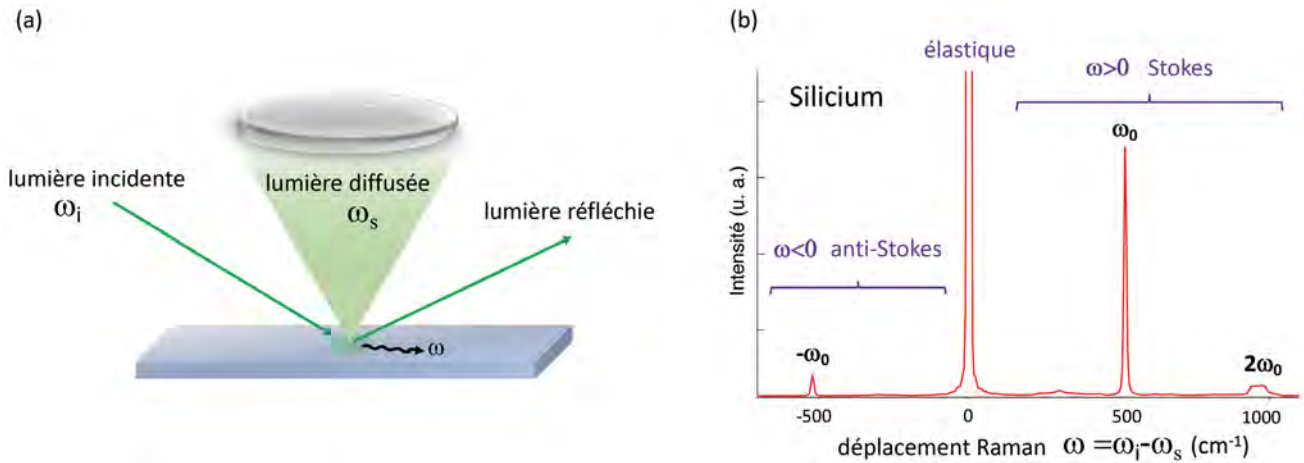 (a)
lumière incidente
ωi
lumière diffusée
ωs
lumière réfléchie
ω
(b)
élastique
ω>0 Stokes
Silicium
ω0
ω<0 anti-Stokes
-ω0
2ω0
Intensité (u. a.)
-500 0 500 1000
déplacement Raman ω =ωi-ωs (cm-1)